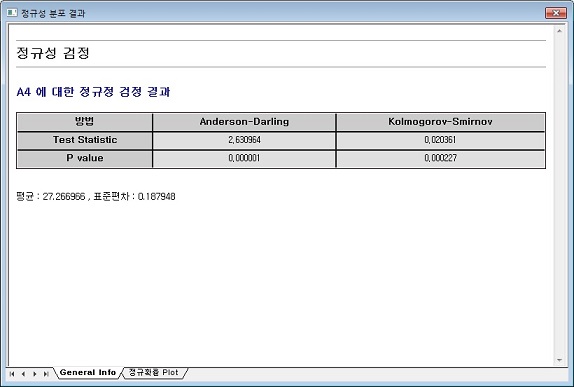 정규성 분포 결과
정규성 검정
A4 에 대한 정규정 검정 결과
방법 Anderson-Darling Kolmogorov-Smirnov
Test Statistic 2,630964 0,020361
P value 0,000001 0,000227
평균 : 27.266966 , 표준편차 : 0.187948
General Info 정규확률 Plot